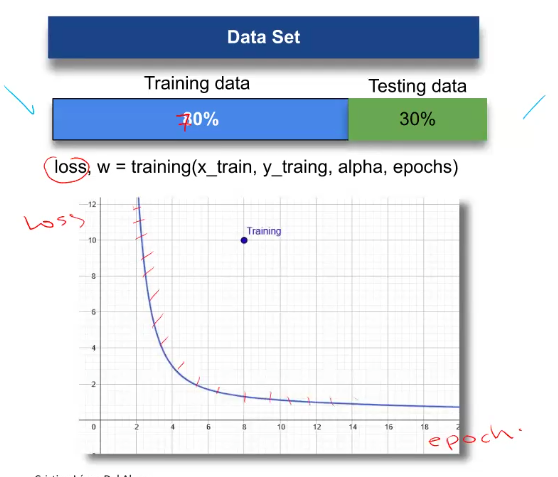 Data Set
Training data Testing data
70% 30%
loss, w = training(x_train, y_traing, alpha, epochs)
Loss
12
10
Training
8
6
4
2
0 2 4 6 8 10 12 14 16 18 2
epoch.